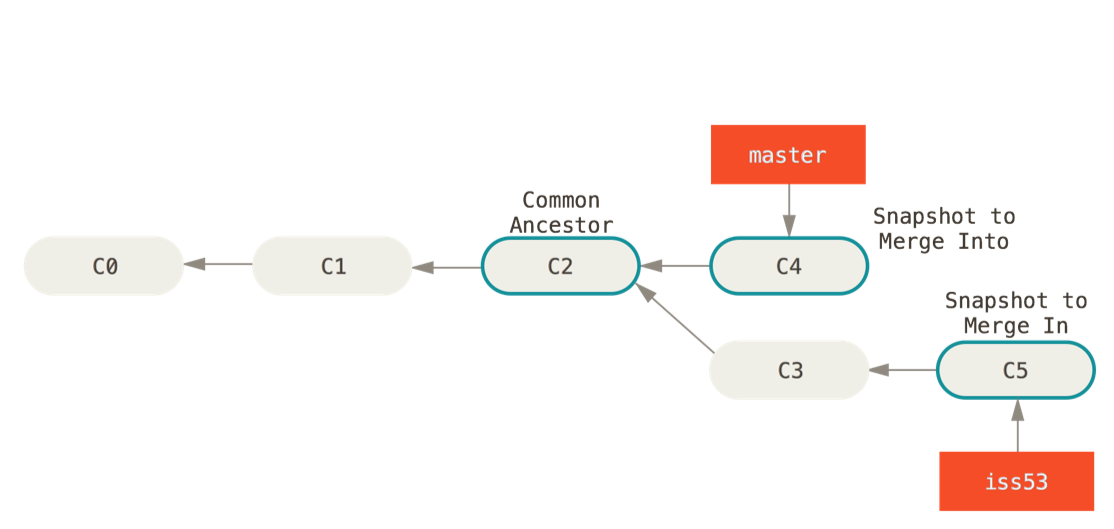 master
Common
Ancestor
Snapshot to
Merge Into
C0
C1
C2
C4
Snapshot to
Merge In
C3
C5
iss53